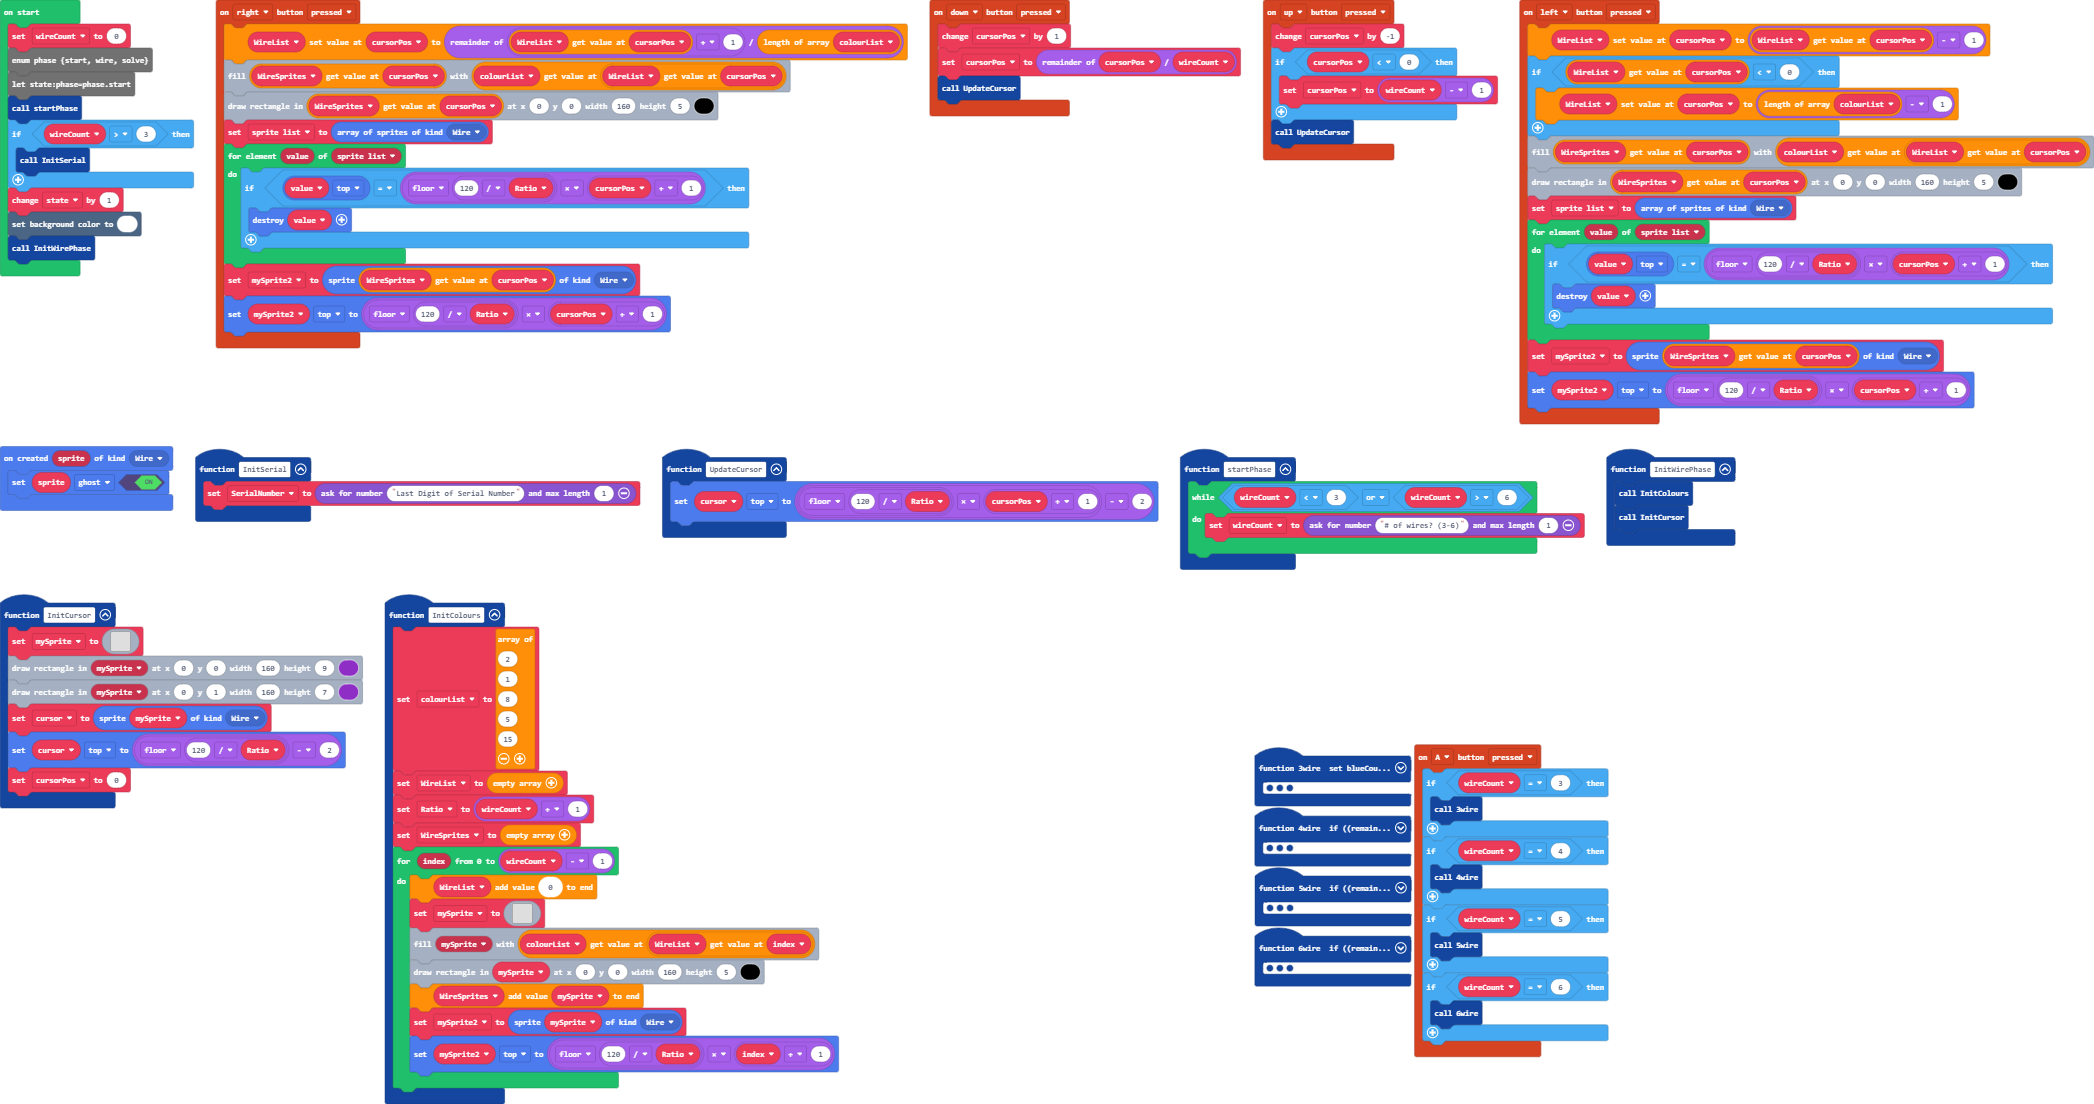 on start
set wireCount to 0
enum phase {start, wire, solve}
let state:phase=phase.start
call startPhase
if wireCount > 3 then
call InitSerial
change state by 1
set background color to
call InitWirePhase
on right button pressed
WireList set value at cursorPos to remainder of WireList get value at cursorPos + 1 / length of array colourList
fill WireSprites get value at cursorPos with colourList get value at WireList get value at cursorPos
draw rectangle in WireSprites get value at cursorPos at x 0 y 0 width 160 height 5
set sprite list to array of sprites of kind Wire
for element value of sprite list
do
if value top = floor 120 / Ratio × cursorPos + 1 then
destroy value
set mySprite2 to sprite WireSprites get value at cursorPos of kind Wire
set mySprite2 top to floor 120 / Ratio × cursorPos + 1
on down button pressed
change cursorPos by 1
set cursorPos to remainder of cursorPos / wireCount
call UpdateCursor
on up button pressed
change cursorPos by -1
if cursorPos < 0 then
set cursorPos to wireCount - 1
call UpdateCursor
on left button pressed
WireList set value at cursorPos to WireList get value at cursorPos - 1
if WireList get value at cursorPos < 0 then
WireList set value at cursorPos to length of array colourList - 1
fill WireSprites get value at cursorPos with colourList get value at WireList get value at cursorPos
draw rectangle in WireSprites get value at cursorPos at x 0 y 0 width 160 height 5
set sprite list to array of sprites of kind Wire
for element value of sprite list
do
if value top = floor 120 / Ratio × cursorPos + 1 then
destroy value
set mySprite2 to sprite WireSprites get value at cursorPos of kind Wire
set mySprite2 top to floor 120 / Ratio × cursorPos + 1
on created sprite of kind Wire
set sprite ghost ON
function InitSerial
set SerialNumber to ask for number "Last Digit of Serial Number" and max length 1
function UpdateCursor
set cursor top to floor 120 / Ratio × cursorPos + 1 - 2
function startPhase
while wireCount < 3 or wireCount > 6
do
set wireCount to ask for number "# of wires? (3-6)" and max length 1
function InitWirePhase
call InitColours
call InitCursor
function InitCursor
set mySprite to
draw rectangle in mySprite at x 0 y 0 width 160 height 9
draw rectangle in mySprite at x 0 y 1 width 160 height 7
set cursor to sprite mySprite of kind Wire
set cursor top to floor 120 / Ratio - 2
set cursorPos to 0
function InitColours
array of
2
1
8
set colourList to
5
15
set WireList to empty array
set Ratio to wireCount + 1
set WireSprites to empty array
for index from 0 to wireCount - 1
do
WireList add value 0 to end
set mySprite to
fill mySprite with colourList get value at WireList get value at index
draw rectangle in mySprite at x 0 y 0 width 160 height 5
WireSprites add value mySprite to end
set mySprite2 to sprite mySprite of kind Wire
set mySprite2 top to floor 120 / Ratio × index + 1
function 3wire set blueCou...
function 4wire if ((remain...
function 5wire if ((remain...
function 6wire if ((remain...
on A button pressed
if wireCount = 3 then
call 3wire
if wireCount = 4 then
call 4wire
if wireCount = 5 then
call 5wire
if wireCount = 6 then
call 6wire